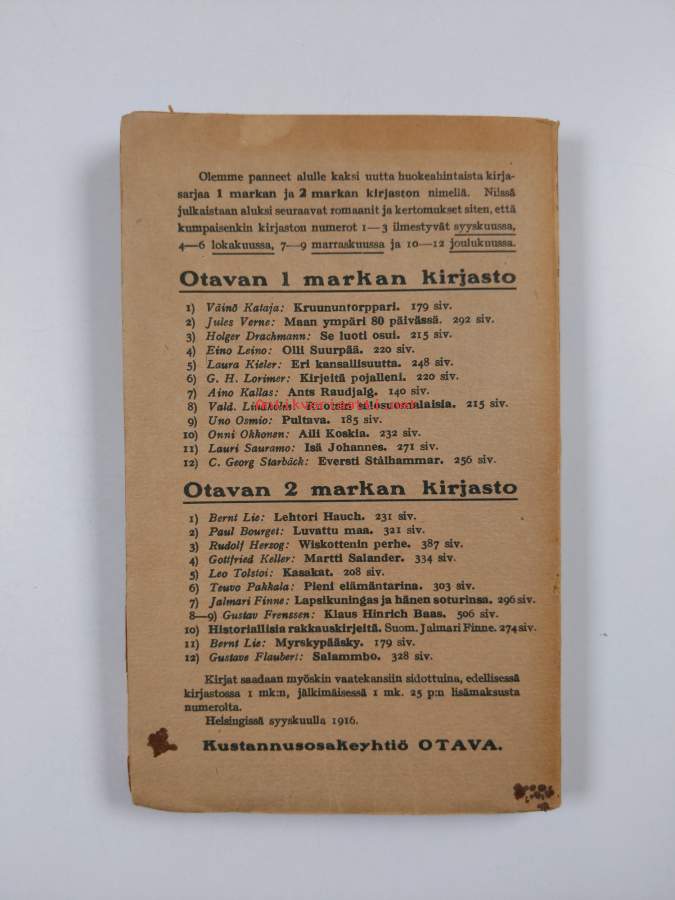 Olemme panneet alulle kaksi uutta huokeahintaista kirja-
sarjaa 1 markan ja 2 markan kirjaston nimellä. Niissä
julkaistaan aluksi seuraavat romaanit ja kertomukset siten, että
kumpaisenkin kirjaston numerot 1—3 ilmestyvät syyskuussa,
4—6 lokakuussa, 7—9 marraskuussa ja 10—12 joulukuussa.
Otavan 1 markan kirjasto
1) Väinö Kataja: Kruununtorppari. 179 siv.
2) Jules Verne: Maan ympäri 80 päivässä. 292 siv.
3) Holger Drachmann: Se luoti osui. 215 siv.
4) Eino Leino: Olli Suurpää. 220 siv.
5) Laura Kieler: Eri kansallisuutta. 248 siv.
6) G. H. Lorimer: Kirjeitä pojalleni. 220 siv.
7) Aino Kallas: Ants Raudjalg. 140 siv.
8) Vald. 215 siv.
9) Uno Osmio: Pultava. 185 siv.
10) Onni Okkonen: Aili Koskia. 232 siv.
11) Lauri Sauramo: Isä Johannes. 271 siv.
12) C. Georg Starbäck: Eversti Stålhammar. 256 siv.
Otavan 2 markan kirjasto
1) Bernt Lie: Lehtori Hauch. 231 siv.
2) Paul Bourget: Luvattu maa. 321 siv.
3) Rudolf Herzog: Wiskottenin perhe. 387 siv.
4) Gottfried Keller: Martti Salander. 334 siv.
5) Leo Tolstoi: Kasakat. 208 siv.
6) Teuvo Pakkala: Pieni elämäntarina. 303 siv.
7) Jalmari Finne: Lapsikuningas ja hänen soturinsa. 296 siv.
8—9) Gustav Frenssen: Klaus Hinrich Baas. 506 siv.
10) Historiallisia rakkauskirjeitä. Suom. Jalmari Finne. 274 siv.
11) Bernt Lie: Myrskypääsky. 179 siv.
12) Gustave Flaubert: Salammbo. 328 siv.
Kirjat saadaan myöskin vaatekansiin sidottuina, edellisessä
kirjastossa 1 mk:n, jälkimäisessä 1 mk. 25 p:n lisämaksusta
numerolta.
Helsingissä syyskuulla 1916.
Kustannusosakeyhtiö OTAVA.